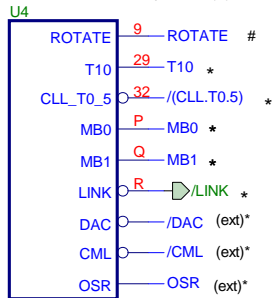 U4
ROTATE 9 ROTATE #
T10 29 T10 *
CLL_T0_5 32 /(CLL.T0.5) *
MB0 P MB0 *
MB1 Q MB1 *
LINK R /LINK *
DAC /DAC (ext)*
CML /CML (ext)*
OSR OSR (ext)*